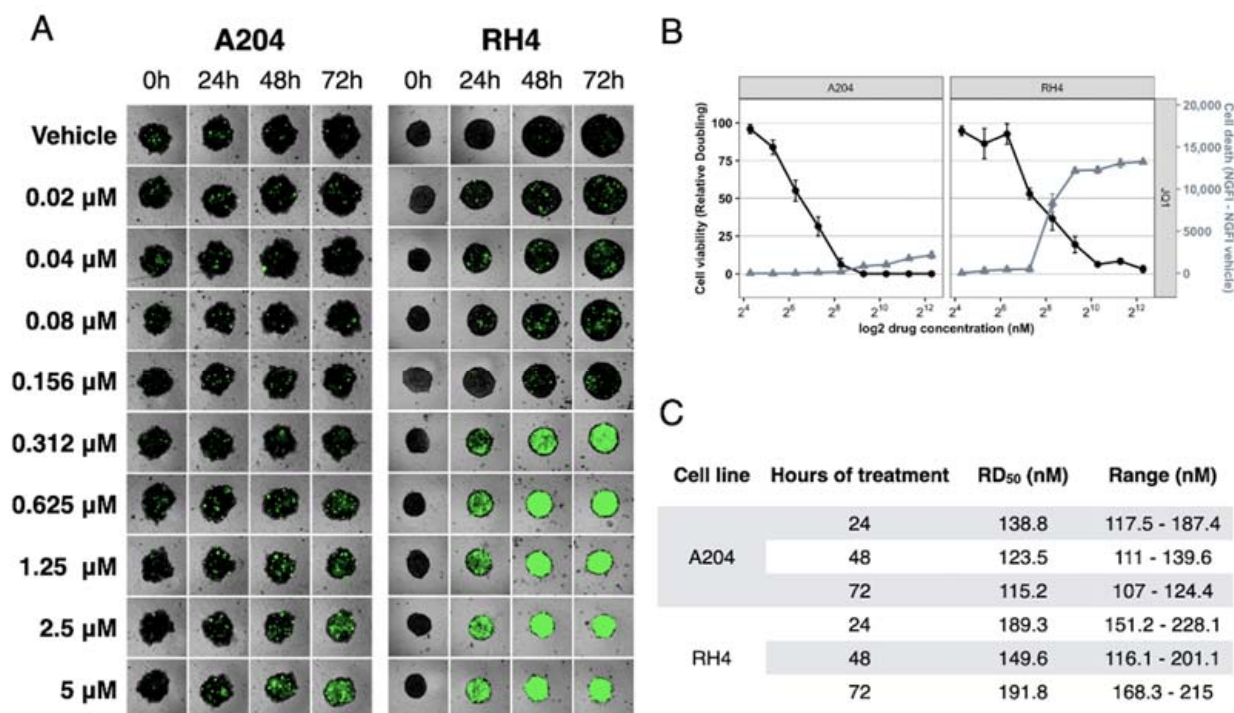 A
A204 RH4
0h 24h 48h 72h 0h 24h 48h 72h
Vehicle
0.02 µM
0.04 µM
0.08 µM
0.156 µM
0.312 µM
0.625 µM
1.25 µM
2.5 µM
5 µM
B
A204 RH4
Cell viability (Relative Doubling)
100
75
50
25
0
20,000
15,000
10,000
5000
0
JQ1
Cell death (NGFI - NGFI vehicle)
2^4 2^6 2^8 2^10 2^12 2^4 2^6 2^8 2^10 2^12
log2 drug concentration (nM)
C
Cell line Hours of treatment RD₅₀ (nM) Range (nM)
A204
24 138.8 117.5 - 187.4
48 123.5 111 - 139.6
72 115.2 107 - 124.4
RH4
24 189.3 151.2 - 228.1
48 149.6 116.1 - 201.1
72 191.8 168.3 - 215